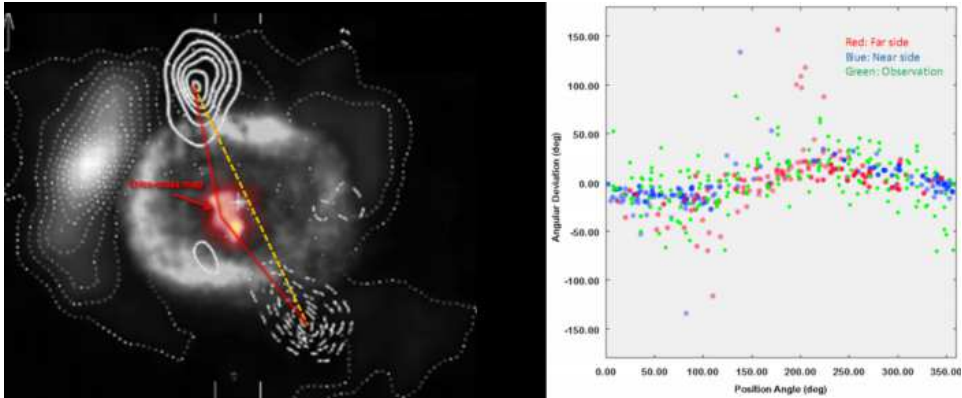 150.00
Red: Far side
Blue: Near side
Green: Observation
100.00
50.00
0.00
-50.00
-100.00
-150.00
Angular Deviation (deg)
0.00 50.00 100.00 150.00 200.00 250.00 300.00 350.00
Position Angle (deg)